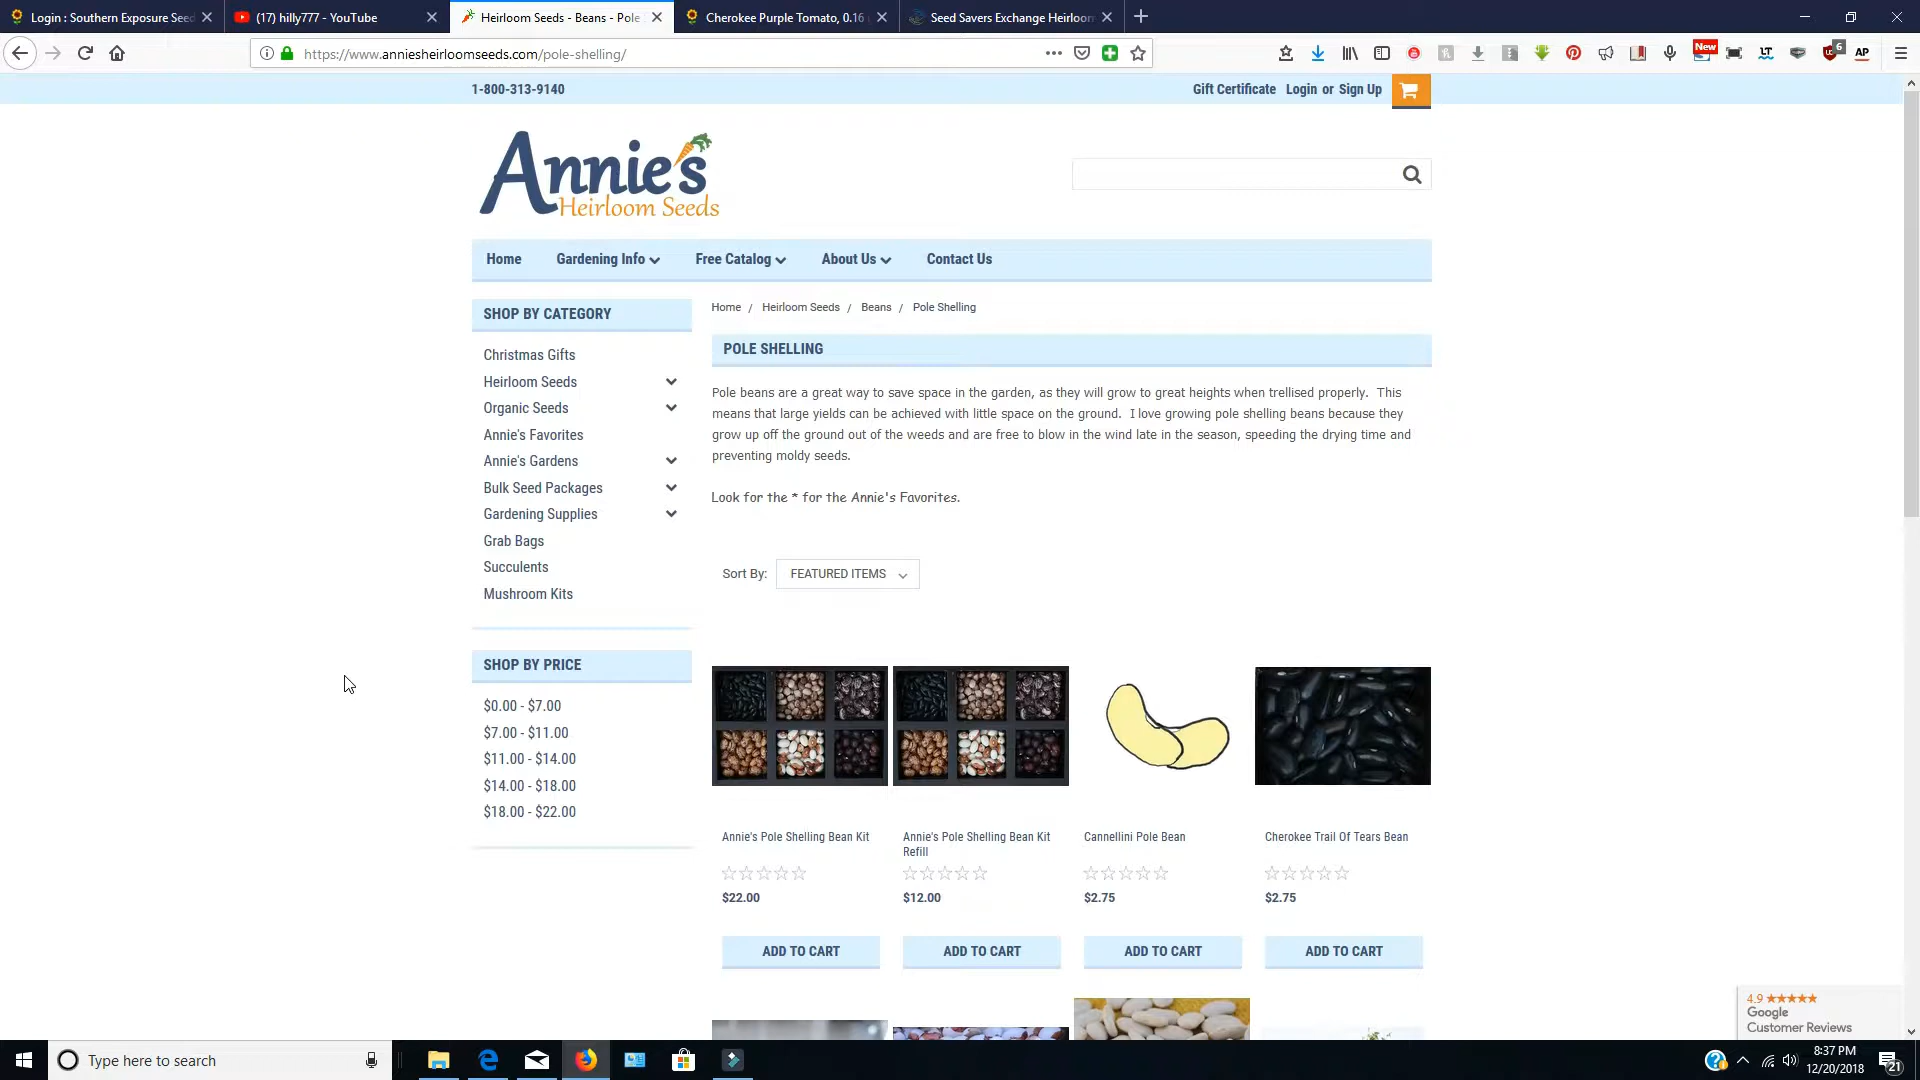 Login : Southern Exposure Seed
(17) hilly777 - YouTube
Heirloom Seeds - Beans - Pole
Cherokee Purple Tomato, 0.16
Seed Savers Exchange Heirloom
https://www.anniesheirloomseeds.com/pole-shelling/
New
6
AP
1-800-313-9140
Gift Certificate Login or Sign Up
Annie's
Heirloom Seeds
Home Gardening Info Free Catalog About Us Contact Us
SHOP BY CATEGORY
Christmas Gifts
Heirloom Seeds
Organic Seeds
Annie's Favorites
Annie's Gardens
Bulk Seed Packages
Gardening Supplies
Grab Bags
Succulents
Mushroom Kits
SHOP BY PRICE
$0.00 - $7.00
$7.00 - $11.00
$11.00 - $14.00
$14.00 - $18.00
$18.00 - $22.00
Home / Heirloom Seeds / Beans / Pole Shelling
POLE SHELLING
Pole beans are a great way to save space in the garden, as they will grow to great heights when trellised properly. This
means that large yields can be achieved with little space on the ground. I love growing pole shelling beans because they
grow up off the ground out of the weeds and are free to blow in the wind late in the season, speeding the drying time and
preventing moldy seeds.
Look for the * for the Annie's Favorites.
Sort By: FEATURED ITEMS
Annie's Pole Shelling Bean Kit
$22.00
ADD TO CART
Annie's Pole Shelling Bean Kit
Refill
$12.00
ADD TO CART
Cannellini Pole Bean
$2.75
ADD TO CART
Cherokee Trail Of Tears Bean
$2.75
ADD TO CART
4.9
Google
Customer Reviews
Type here to search
8:37 PM
12/20/2018
21